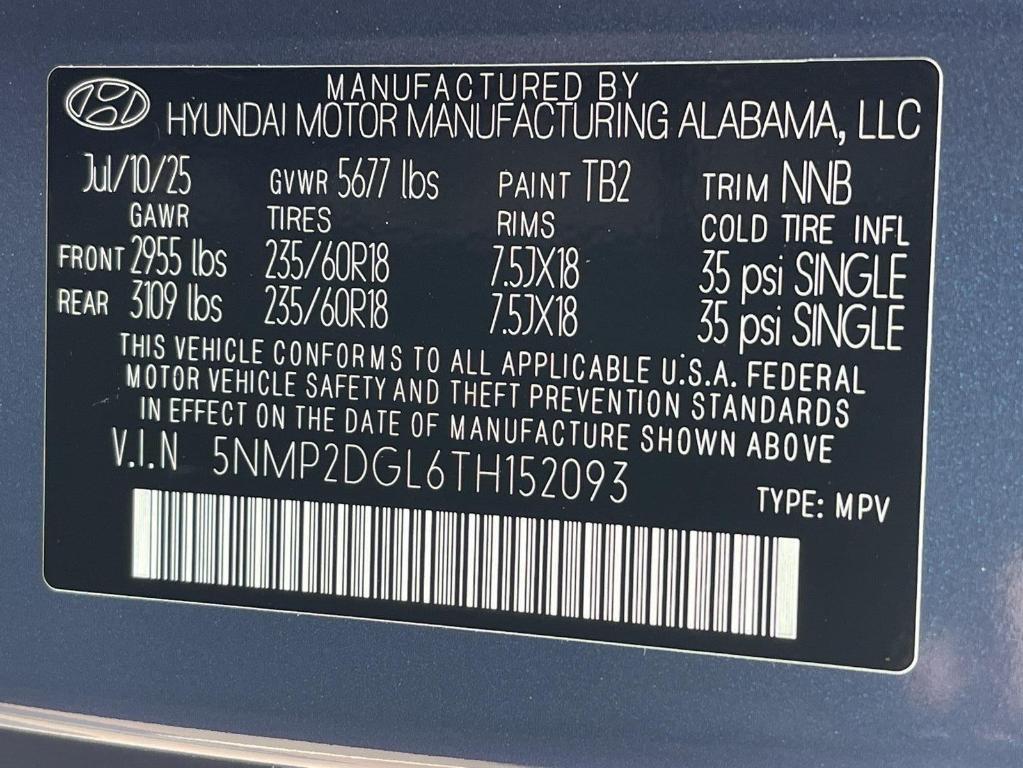 MANUFACTURED BY
HYUNDAI MOTOR MANUFACTURING ALABAMA, LLC
Jul/10/25 GVWR 5677 lbs PAINT TB2 TRIM NNB
GAWR TIRES RIMS COLD TIRE INFL
FRONT 2955 lbs 235/60R18 7.5JX18 35 psi SINGLE
REAR 3109 lbs 235/60R18 7.5JX18 35 psi SINGLE
THIS VEHICLE CONFORMS TO ALL APPLICABLE U.S.A. FEDERAL
MOTOR VEHICLE SAFETY AND THEFT PREVENTION STANDARDS
IN EFFECT ON THE DATE OF MANUFACTURE SHOWN ABOVE
V.I.N 5NMP2DGL6TH152093
TYPE: MPV